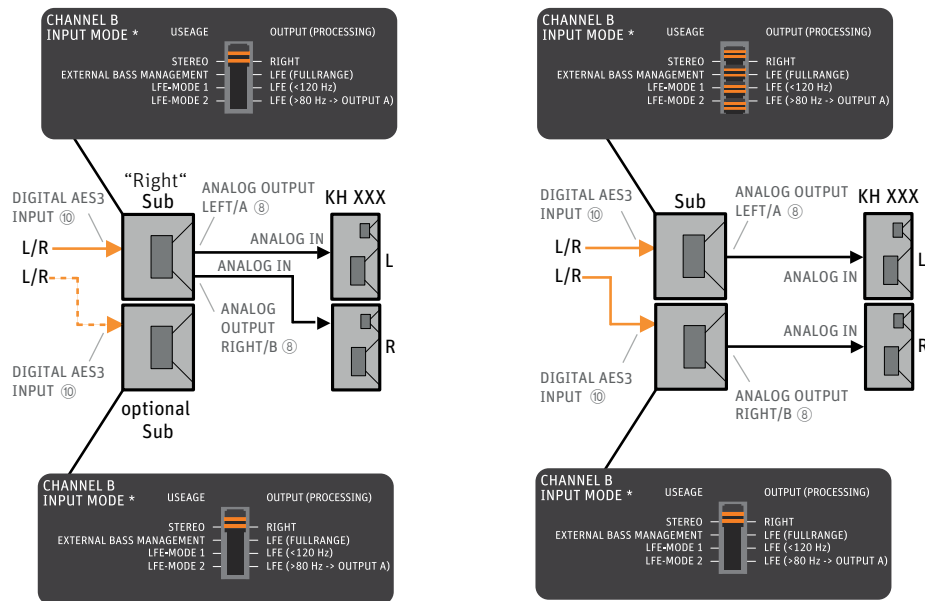 CHANNEL B
INPUT MODE *
USEAGE
OUTPUT (PROCESSING)
STEREO
RIGHT
EXTERNAL BASS MANAGEMENT
LFE (FULLRANGE)
LFE-MODE 1
LFE (<120 Hz)
LFE-MODE 2
LFE (>80 Hz -> OUTPUT A)
"Right"
Sub
DIGITAL AES3
INPUT ⑩
ANALOG OUTPUT
LEFT/A ⑧
KH XXX
L/R
ANALOG IN
L
L/R
ANALOG IN
ANALOG
OUTPUT
RIGHT/B ⑧
R
DIGITAL AES3
INPUT ⑩
optional
Sub
CHANNEL B
INPUT MODE *
USEAGE
OUTPUT (PROCESSING)
STEREO
RIGHT
EXTERNAL BASS MANAGEMENT
LFE (FULLRANGE)
LFE-MODE 1
LFE (<120 Hz)
LFE-MODE 2
LFE (>80 Hz -> OUTPUT A)
CHANNEL B
INPUT MODE *
USEAGE
OUTPUT (PROCESSING)
STEREO
RIGHT
EXTERNAL BASS MANAGEMENT
LFE (FULLRANGE)
LFE-MODE 1
LFE (<120 Hz)
LFE-MODE 2
LFE (>80 Hz -> OUTPUT A)
DIGITAL AES3
INPUT ⑩
Sub
ANALOG OUTPUT
LEFT/A ⑧
KH XXX
L/R
L
L/R
ANALOG IN
ANALOG IN
R
DIGITAL AES3
INPUT ⑩
ANALOG OUTPUT
RIGHT/B ⑧
CHANNEL B
INPUT MODE *
USEAGE
OUTPUT (PROCESSING)
STEREO
RIGHT
EXTERNAL BASS MANAGEMENT
LFE (FULLRANGE)
LFE-MODE 1
LFE (<120 Hz)
LFE-MODE 2
LFE (>80 Hz -> OUTPUT A)